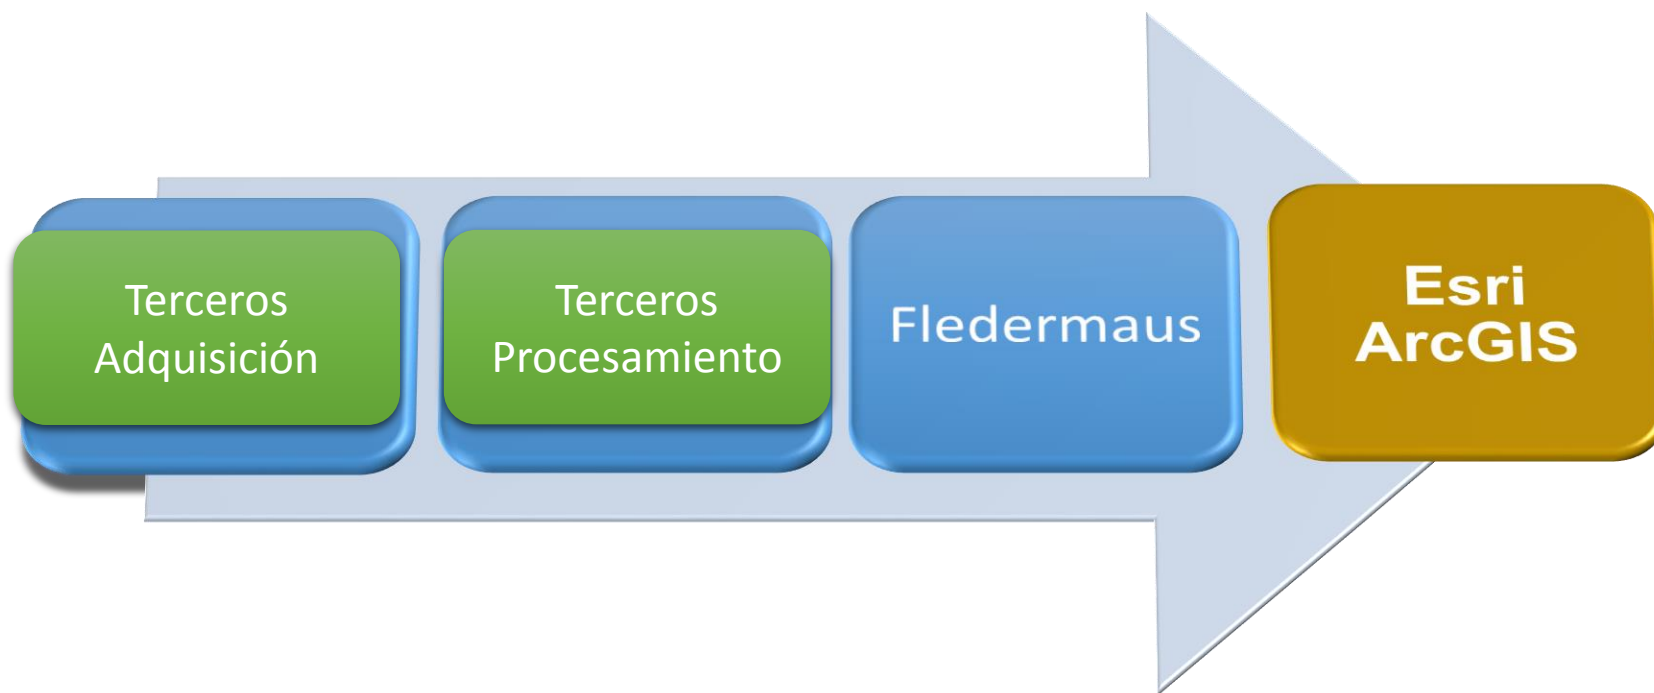 Terceros
Adquisición
Terceros
Procesamiento
Fledermaus
Esri
ArcGIS